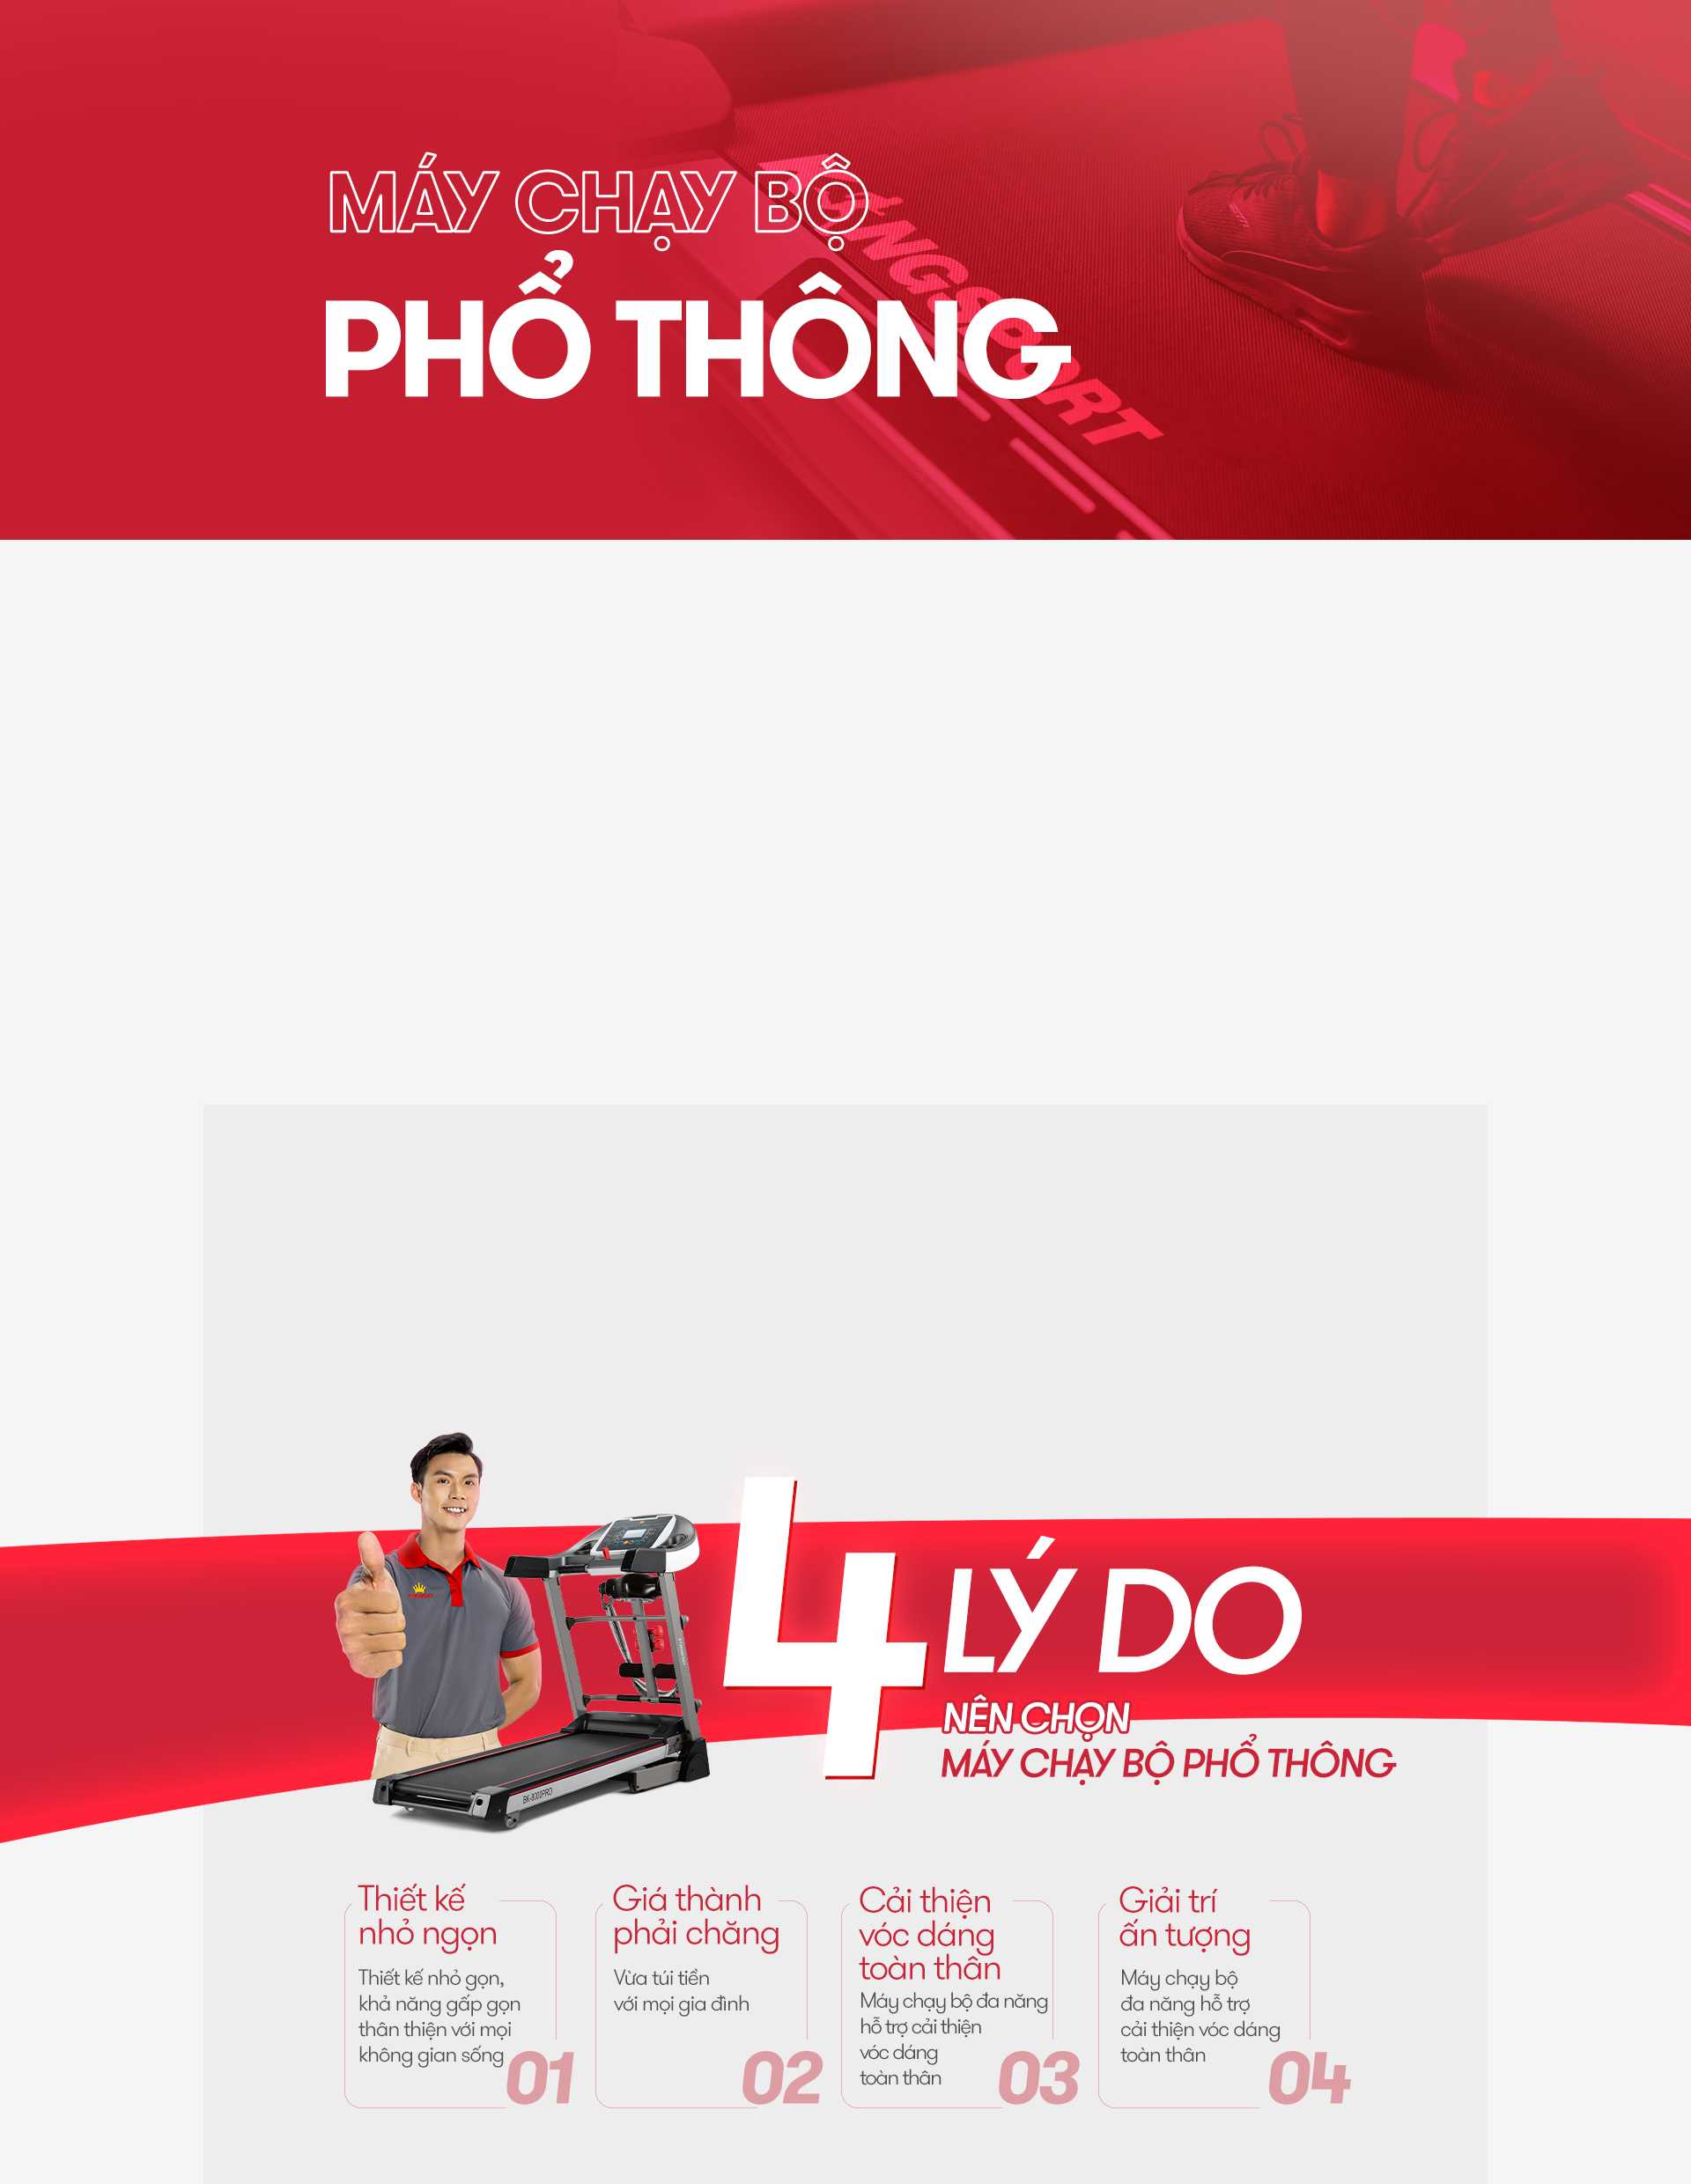 MÁY CHẠY BỘ
PHỔ THÔNG
KINGSPORT
4 LÝ DO
NÊN CHỌN
MÁY CHẠY BỘ PHỔ THÔNG
BK-8000PRO
Thiết kế
nhỏ ngọn
Thiết kế nhỏ gọn,
khả năng gấp gọn
thân thiện với mọi
không gian sống
01
Giá thành
phải chăng
Vừa túi tiền
với mọi gia đình
02
Cải thiện
vóc dáng
toàn thân
Máy chạy bộ đa năng
hỗ trợ cải thiện
vóc dáng
toàn thân
03
Giải trí
ấn tượng
Máy chạy bộ
đa năng hỗ trợ
cải thiện vóc dáng
toàn thân
04